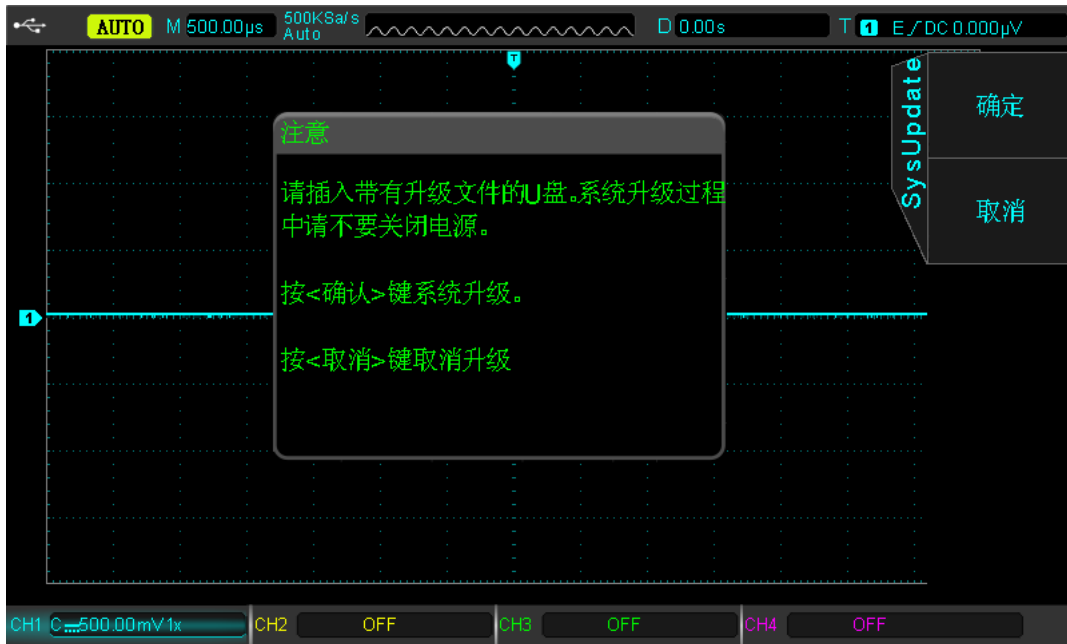 AUTO M 500.00μs 500KSa/s D 0.00s T 1 E DC 0.000μV
Auto
T
SysUpdate
确定
取消
注意
请插入带有升级文件的U盘。系统升级过程
中请不要关闭电源。
按<确认>键系统升级。
按<取消>键取消升级
1
CH1 C 500.00mV 1x CH2 OFF CH3 OFF CH4 OFF